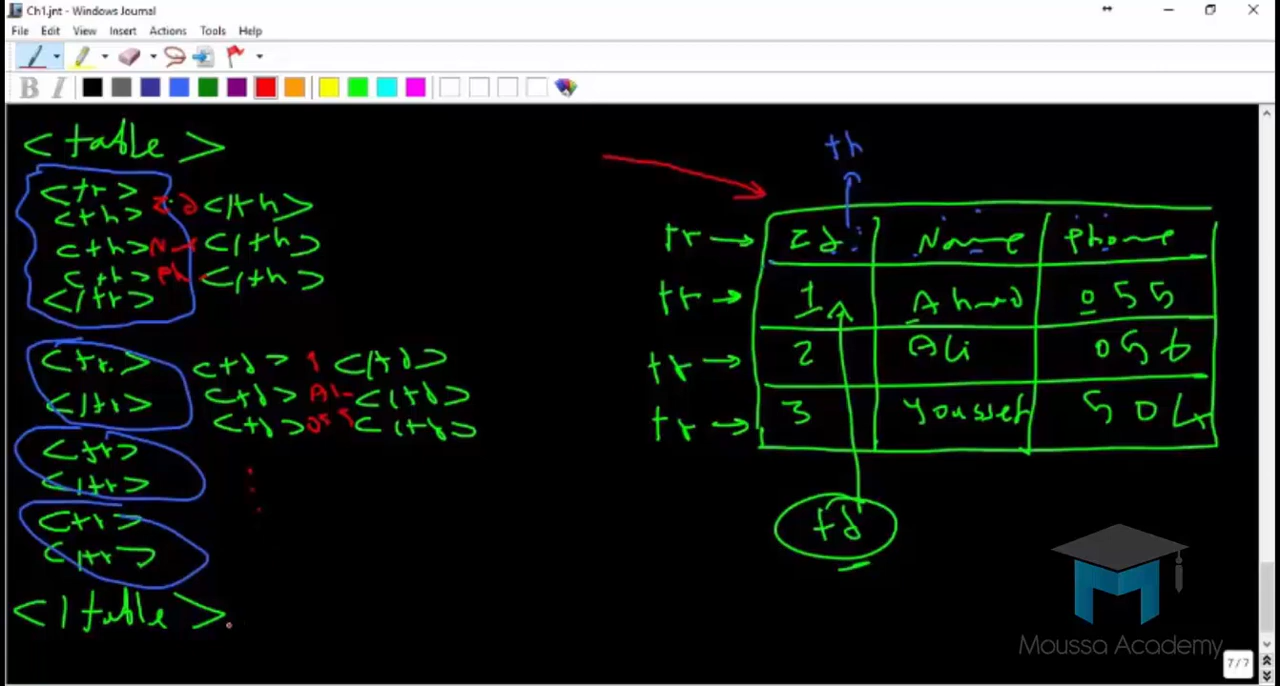 Ch1.jnt - Windows Journal
File Edit View Insert Actions Tools Help
B I
<table>
<tr>
<th> Id </th>
<th> N </th>
<th> Ph </th>
</tr>
<tr> <td> 1 </td>
<td> Al </td>
</tr> <td> 055 </td>
<tr>
</tr>
<tr>
</tr>
</table>
th
tr Id Name Phone
tr 1 Ahmed 055
tr 2 Ali 056
tr 3 Youssef 504
td
Moussa Academy
7/7